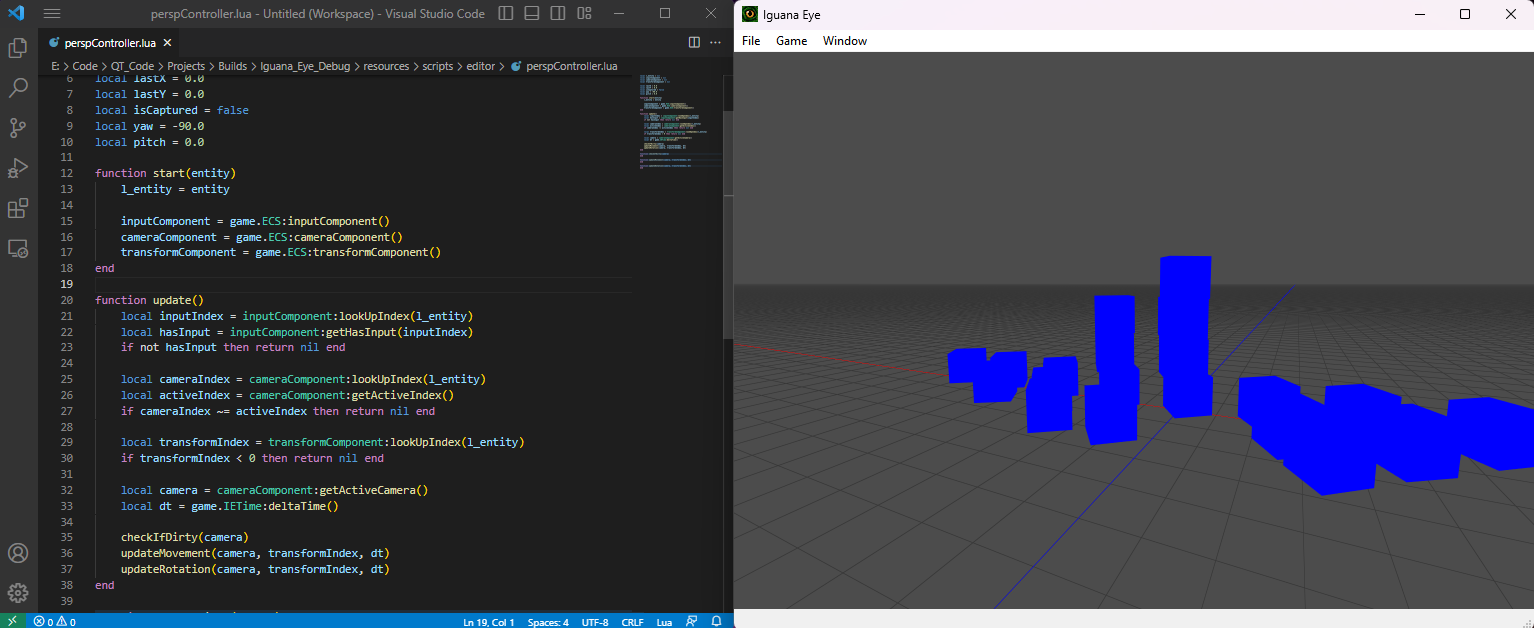 perspController.lua - Untitled (Workspace) - Visual Studio Code
perspController.lua
E: > Code > QT_Code > Projects > Builds > Iguana_Eye_Debug > resources > scripts > editor > perspController.lua
6 local lastX = 0.0
7 local lastY = 0.0
8 local isCaptured = false
9 local yaw = -90.0
10 local pitch = 0.0
11
12 function start(entity)
13 l_entity = entity
14
15 inputComponent = game.ECS:inputComponent()
16 cameraComponent = game.ECS:cameraComponent()
17 transformComponent = game.ECS:transformComponent()
18 end
19
20 function update()
21 local inputIndex = inputComponent:lookUpIndex(l_entity)
22 local hasInput = inputComponent:getHasInput(inputIndex)
23 if not hasInput then return nil end
24
25 local cameraIndex = cameraComponent:lookUpIndex(l_entity)
26 local activeIndex = cameraComponent:getActiveIndex()
27 if cameraIndex ~= activeIndex then return nil end
28
29 local transformIndex = transformComponent:lookUpIndex(l_entity)
30 if transformIndex < 0 then return nil end
31
32 local camera = cameraComponent:getActiveCamera()
33 local dt = game.IETime:deltaTime()
34
35 checkIfDirty(camera)
36 updateMovement(camera, transformIndex, dt)
37 updateRotation(camera, transformIndex, dt)
38 end
39
0 0
Ln 19, Col 1 Spaces: 4 UTF-8 CRLF Lua
Iguana Eye
File Game Window